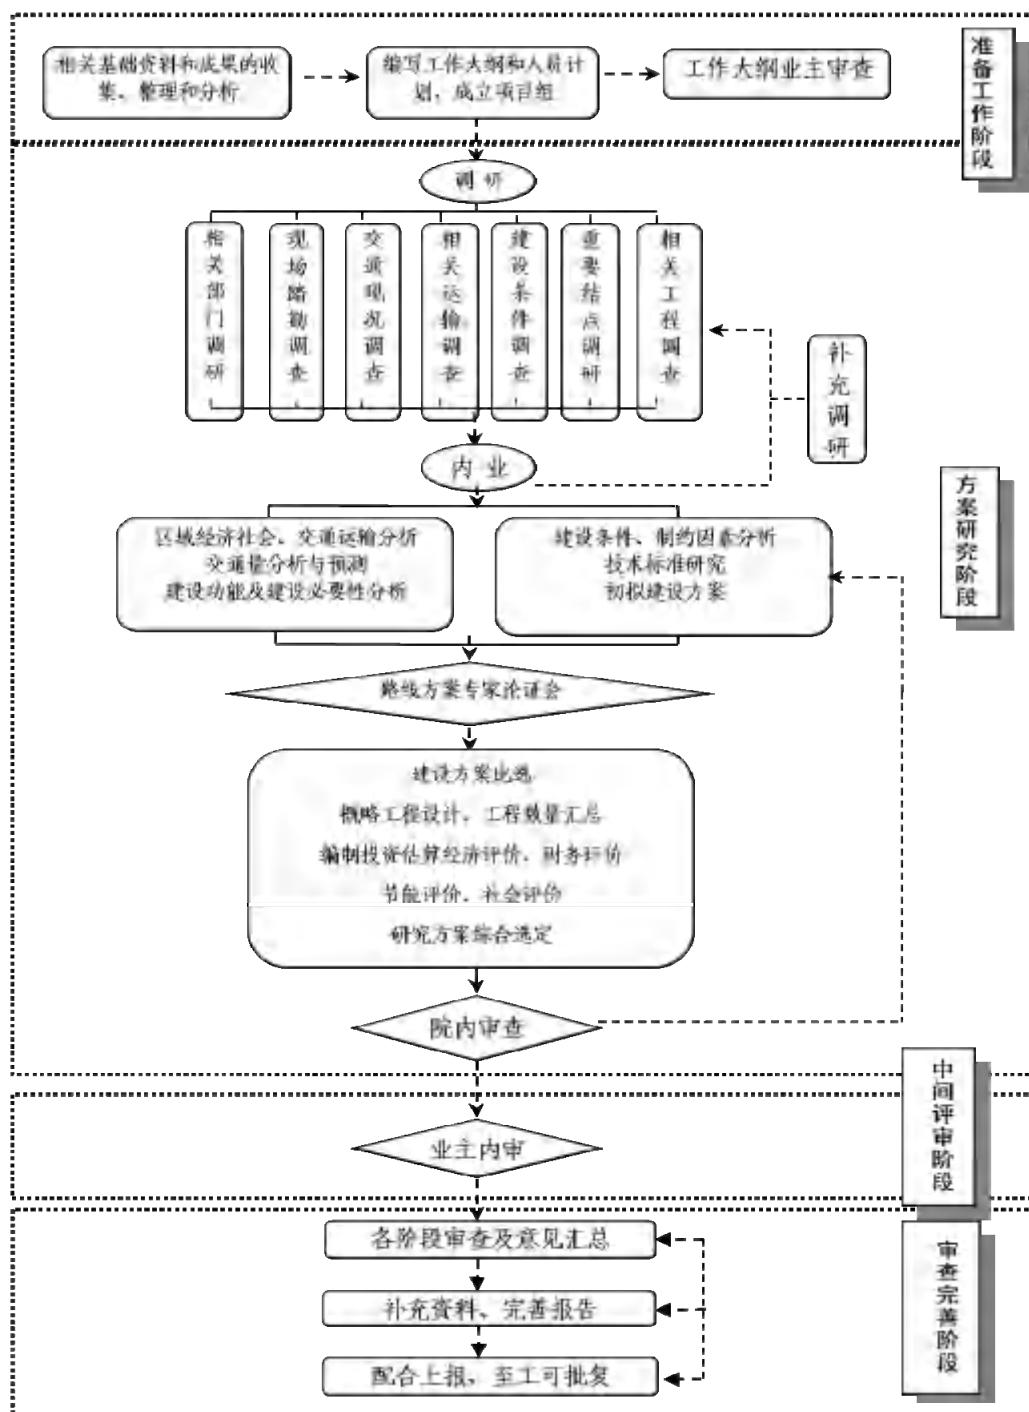 相关基础资料和成果的收
集、整理和分析
编写工作大纲和人员计
划、成立项目组
工作大纲业主审查
准备工作阶段
调研
相关部门调研
现场踏勘调查
交通现况调查
相关运输调查
建设条件调查
重要结点调研
相关工程调查
补充调研
内业
方案研究阶段
区域经济社会、交通运输分析
交通量分析与预测
建设功能及建设必要性分析
建设条件、制约因素分析
技术标准研究
初拟建设方案
路线方案专家论证会
建设方案比选
概略工程设计、工程数量汇总
编制投资估算经济评价、财务评价
节能评价、社会评价
研究方案综合选定
院内审查
中间评审阶段
业主内审
各阶段审查及意见汇总
补充资料、完善报告
配合上报、至工可批复
审查完善阶段